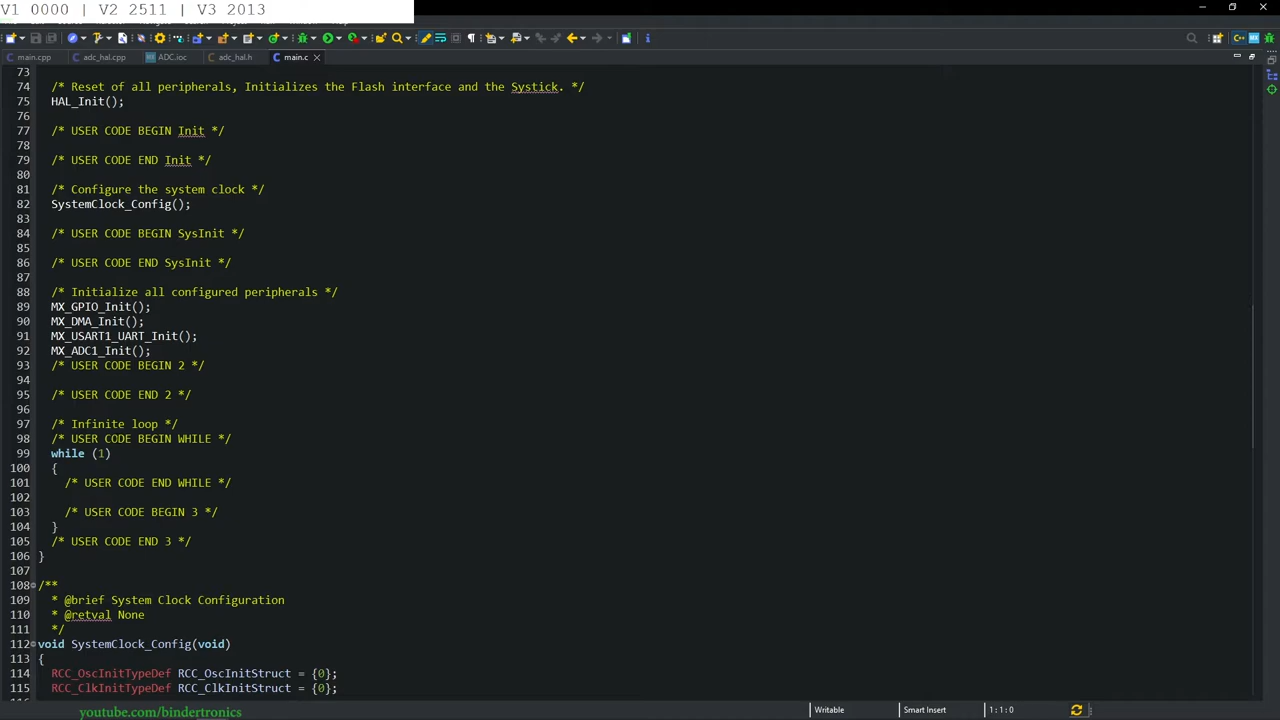 V1 0000 | V2 2511 | V3 2013
main.cpp adc_hal.cpp ADC.ioc adc_hal.h main.c
73
74 /* Reset of all peripherals, Initializes the Flash interface and the Systick. */
75 HAL_Init();
76
77 /* USER CODE BEGIN Init */
78
79 /* USER CODE END Init */
80
81 /* Configure the system clock */
82 SystemClock_Config();
83
84 /* USER CODE BEGIN SysInit */
85
86 /* USER CODE END SysInit */
87
88 /* Initialize all configured peripherals */
89 MX_GPIO_Init();
90 MX_DMA_Init();
91 MX_USART1_UART_Init();
92 MX_ADC1_Init();
93 /* USER CODE BEGIN 2 */
94
95 /* USER CODE END 2 */
96
97 /* Infinite loop */
98 /* USER CODE BEGIN WHILE */
99 while (1)
100 {
101 /* USER CODE END WHILE */
102
103 /* USER CODE BEGIN 3 */
104 }
105 /* USER CODE END 3 */
106 }
107
108 /**
109 * @brief System Clock Configuration
110 * @retval None
111 */
112 void SystemClock_Config(void)
113 {
114 RCC_OscInitTypeDef RCC_OscInitStruct = {0};
115 RCC_ClkInitTypeDef RCC_ClkInitStruct = {0};
youtube.com/bindertronics Writable Smart Insert 1 : 1 : 0